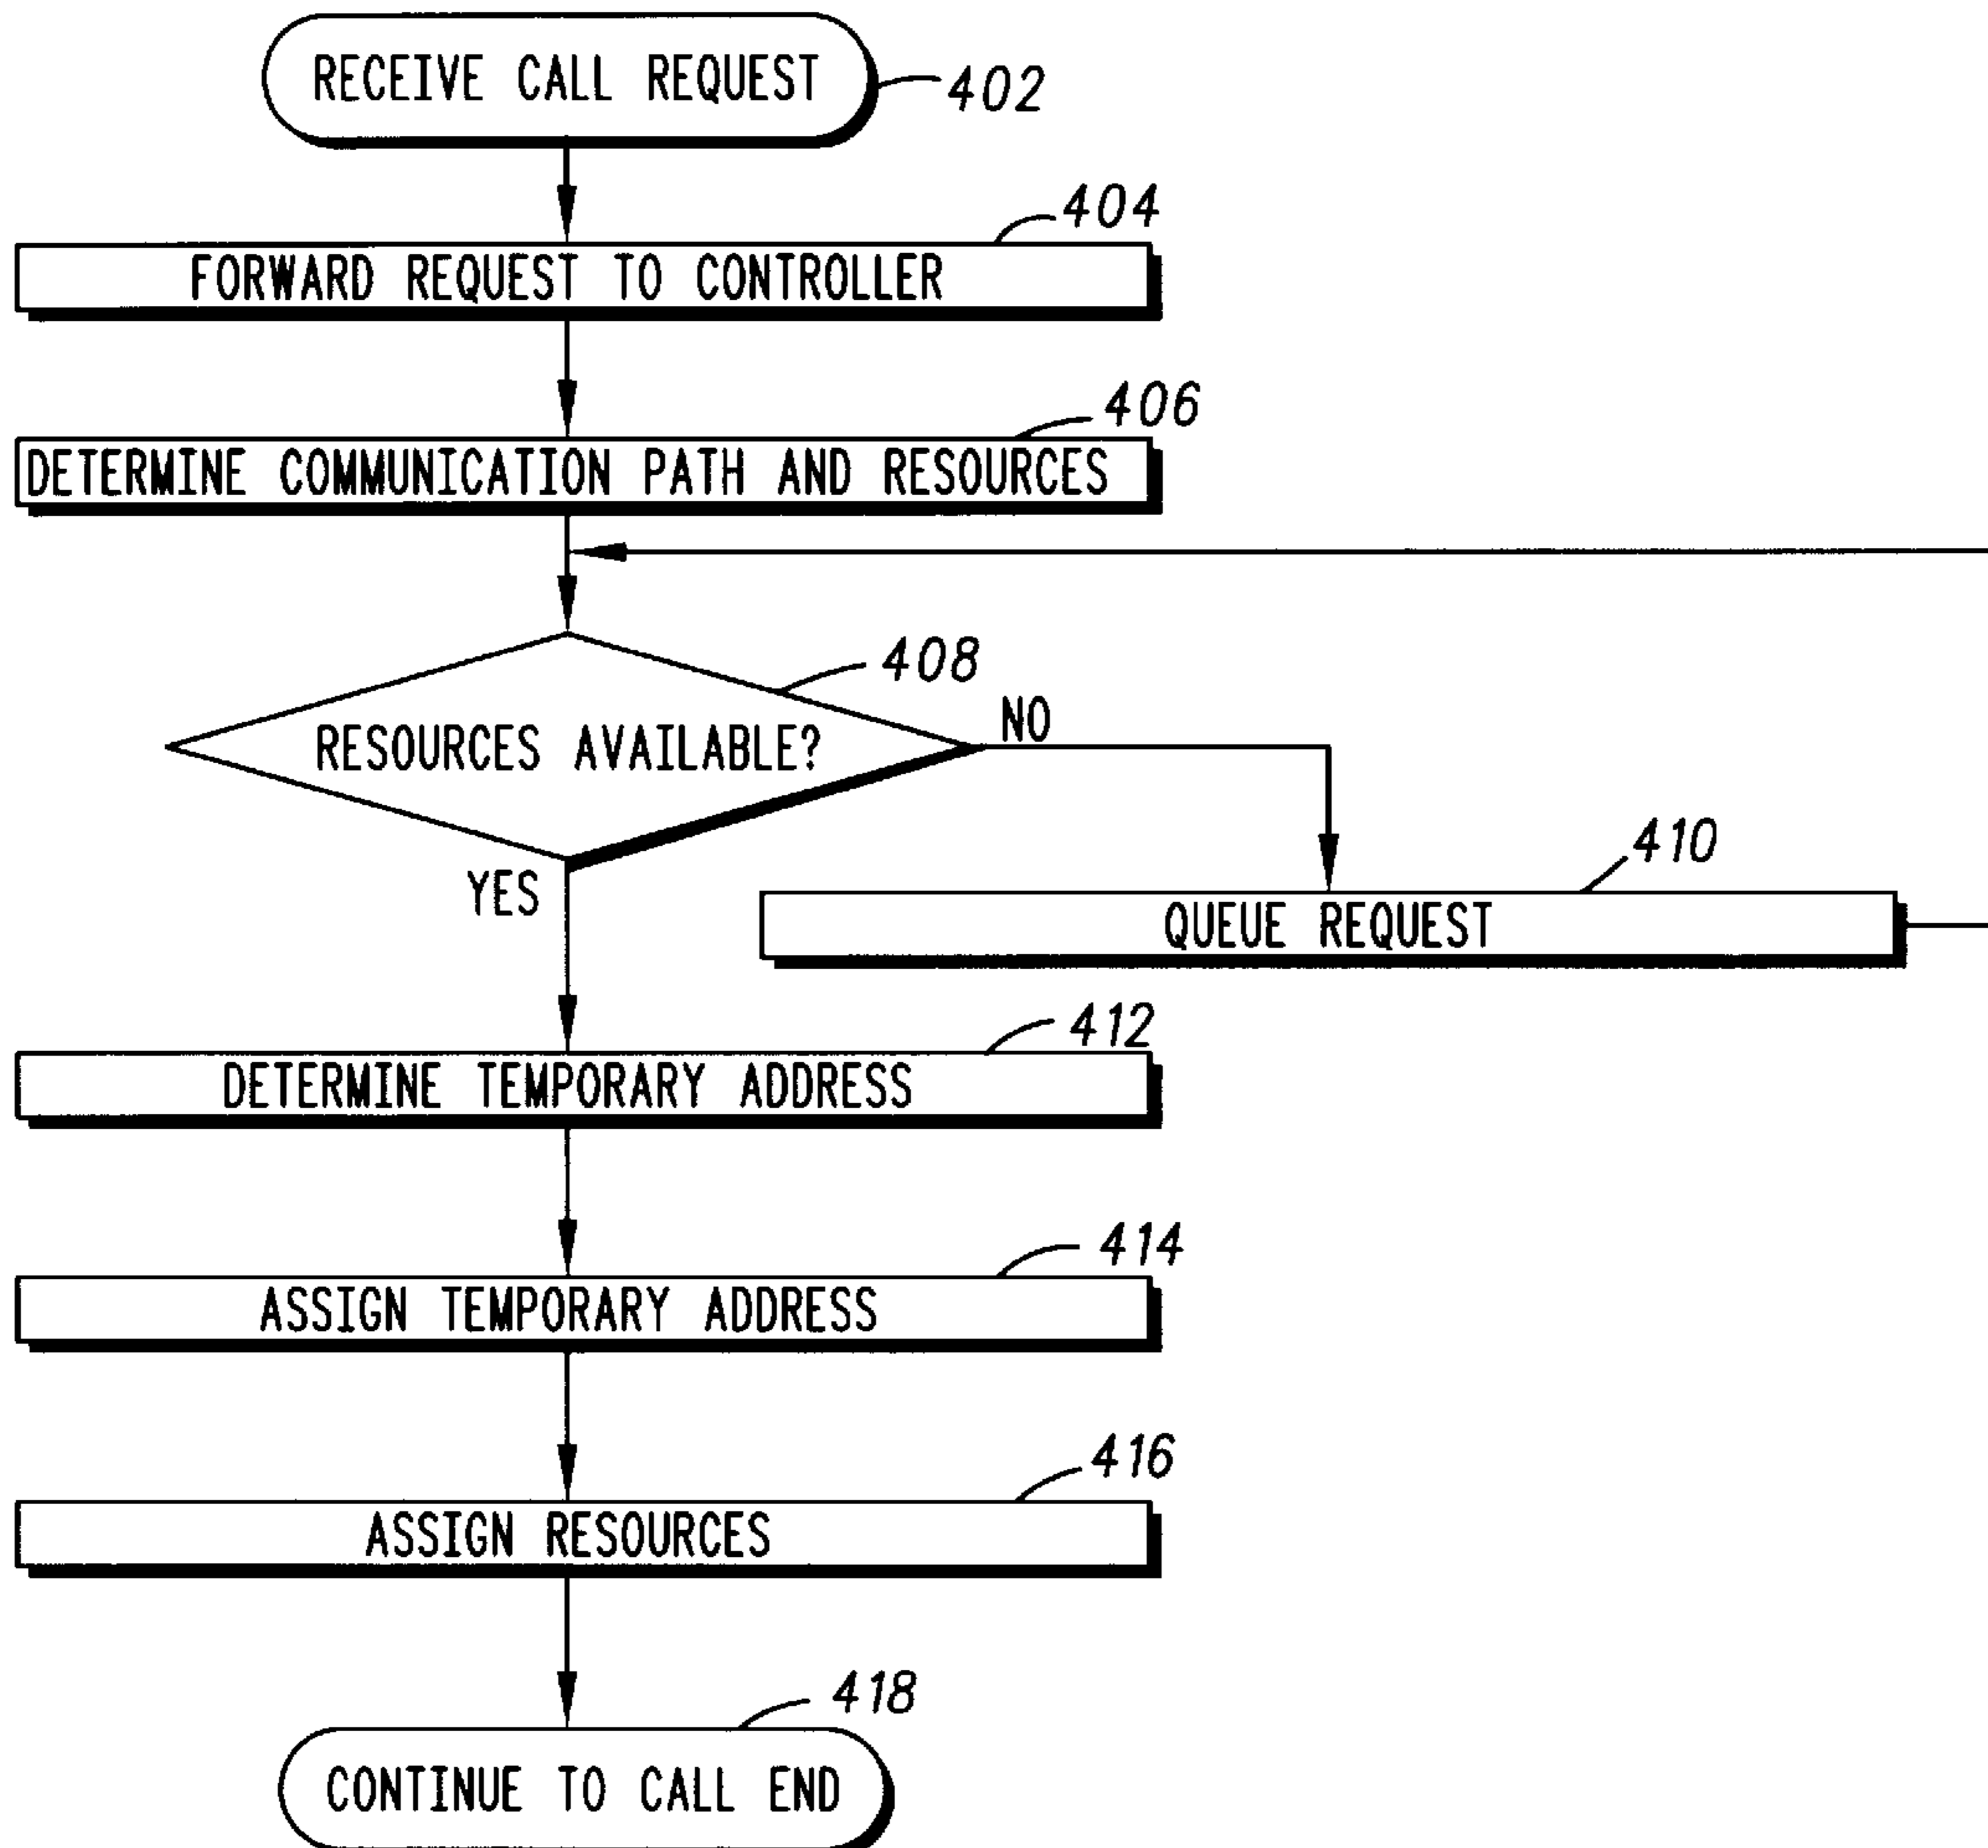 RECEIVE CALL REQUEST
402
404
FORWARD REQUEST TO CONTROLLER
406
DETERMINE COMMUNICATION PATH AND RESOURCES
408
RESOURCES AVAILABLE?
NO
YES
410
QUEUE REQUEST
412
DETERMINE TEMPORARY ADDRESS
414
ASSIGN TEMPORARY ADDRESS
416
ASSIGN RESOURCES
418
CONTINUE TO CALL END